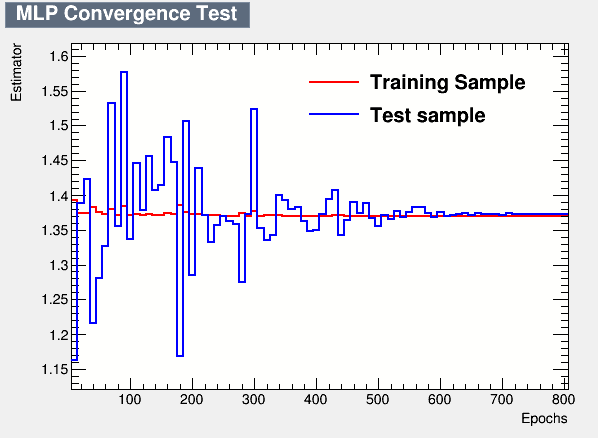 MLP Convergence Test
Estimator
1.6
1.55
1.5
1.45
1.4
1.35
1.3
1.25
1.2
1.15
Training Sample
Test sample
100 200 300 400 500 600 700 800
Epochs